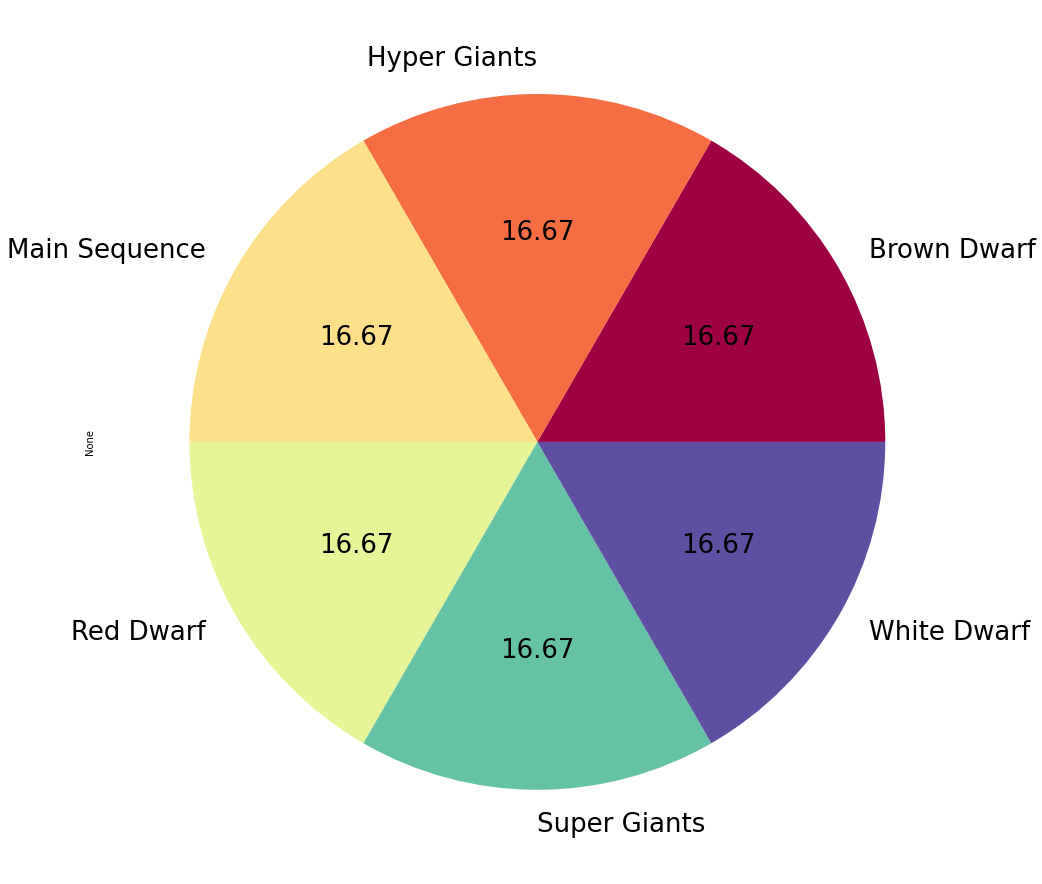 Hyper Giants
16.67
Main Sequence
Brown Dwarf
16.67
16.67
None
16.67
16.67
Red Dwarf
White Dwarf
16.67
Super Giants